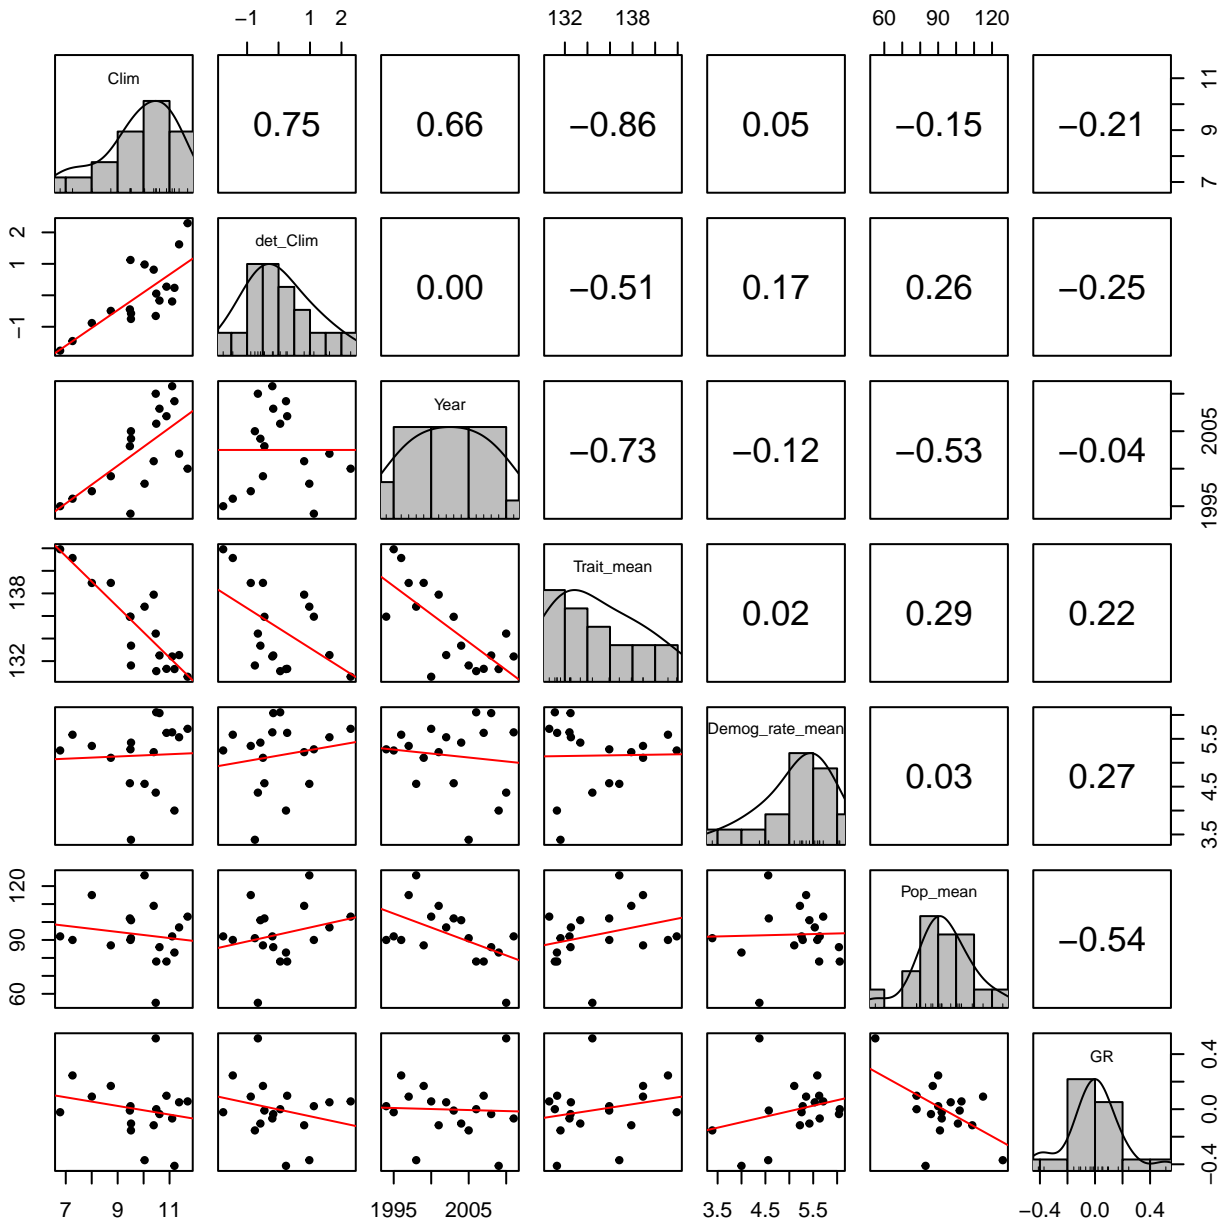 −1 1 2 132 138 60 90 120
Clim 0.75 0.66 −0.86 0.05 −0.15 −0.21 7 9 11
−1 1 2 det_Clim 0.00 −0.51 0.17 0.26 −0.25
Year −0.73 −0.12 −0.53 −0.04 1995 2005
132 138 Trait_mean 0.02 0.29 0.22
Demog_rate_mean 0.03 0.27 3.5 4.5 5.5
60 90 120 Pop_mean −0.54
GR −0.4 0.0 0.4
7 9 11 1995 2005 3.5 4.5 5.5 −0.4 0.0 0.4